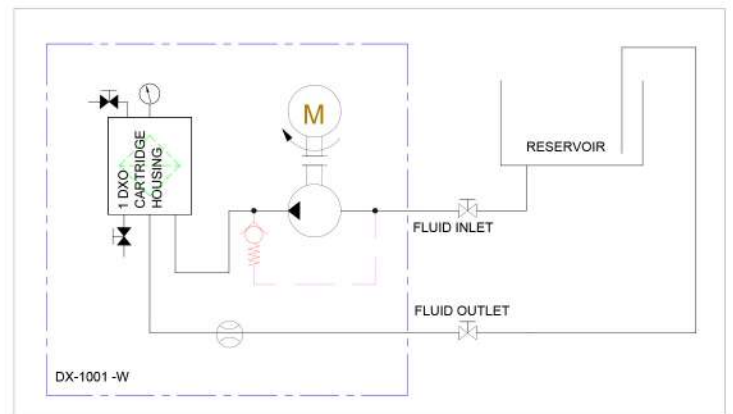 1 DXO
CARTRIDGE
HOUSING
M
RESERVOIR
FLUID INLET
FLUID OUTLET
DX-1001 -W